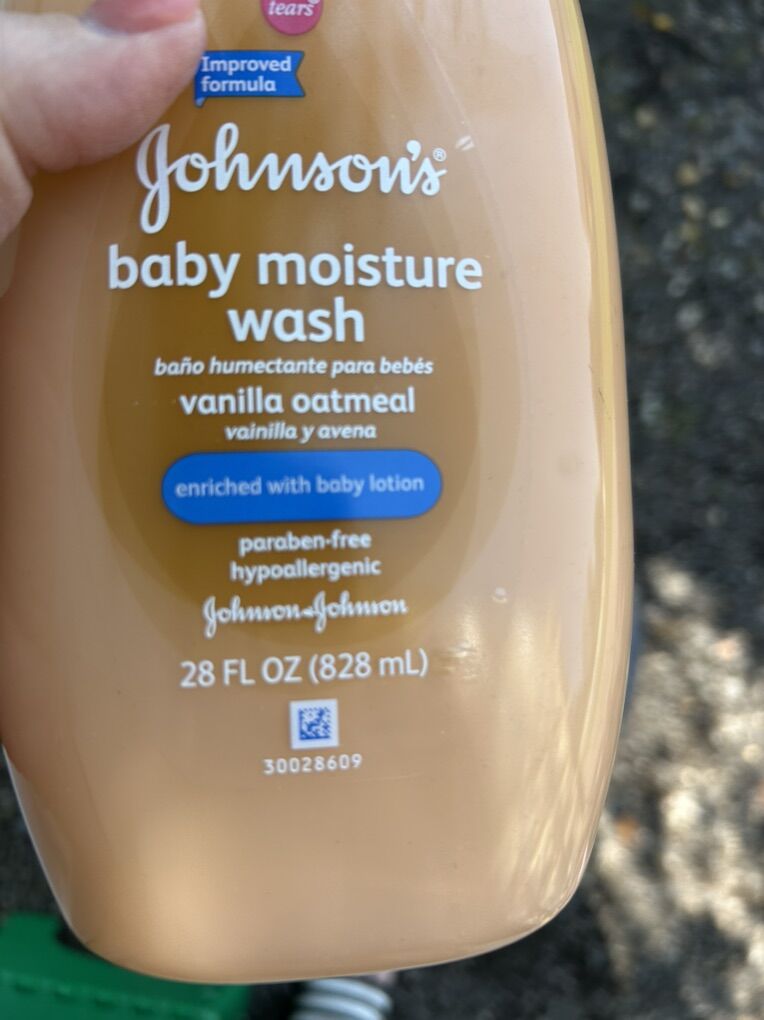 tears®
Improved
formula
Johnson's®
baby moisture
wash
baño humectante para bebés
vanilla oatmeal
vainilla y avena
enriched with baby lotion
paraben-free
hypoallergenic
Johnson & Johnson
28 FL OZ (828 mL)
30028609